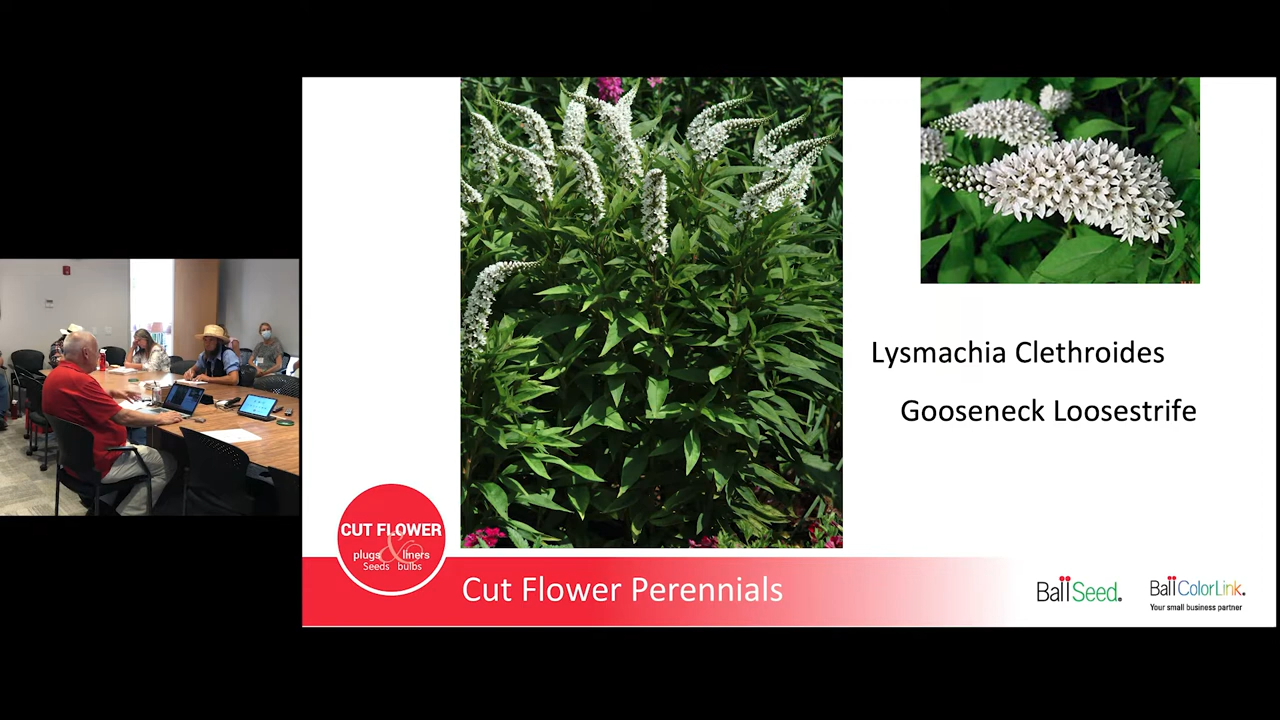 Lysmachia Clethroides
Gooseneck Loosestrife
CUT FLOWER
plugs & liners
Seeds bulbs
Cut Flower Perennials
Ball Seed.
Ball ColorLink.
Your small business partner